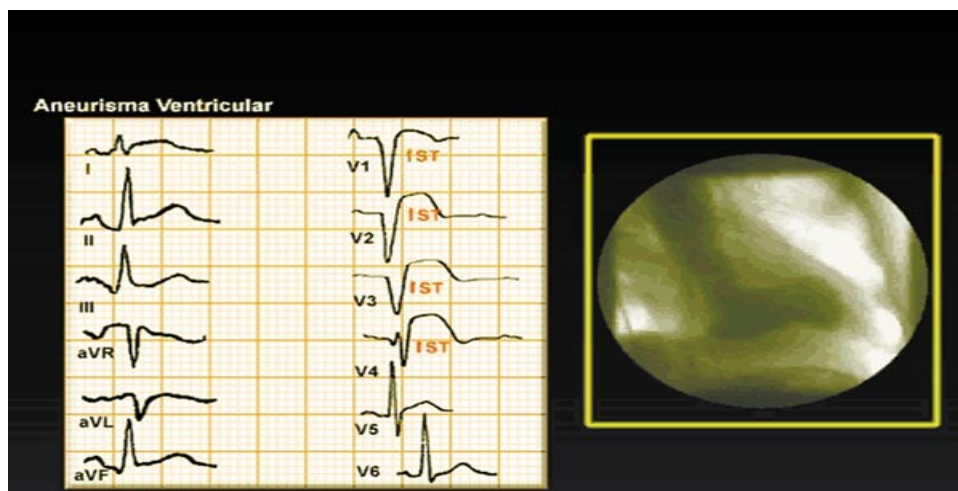 Aneurisma Ventricular
I
II
III
aVR
aVL
aVF
V1
↑ST
V2
↑ST
V3
↑ST
V4
↑ST
V5
V6